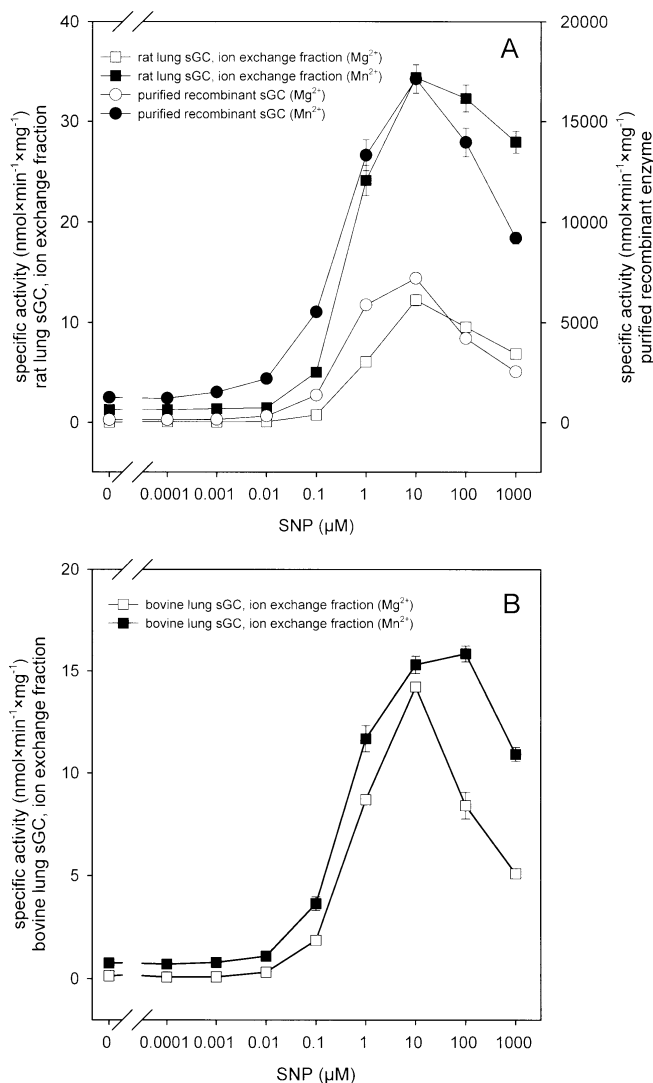 A
rat lung sGC, ion exchange fraction (Mg²⁺)
rat lung sGC, ion exchange fraction (Mn²⁺)
purified recombinant sGC (Mg²⁺)
purified recombinant sGC (Mn²⁺)
specific activity (nmol×min⁻¹×mg⁻¹)
rat lung sGC, ion exchange fraction
40
30
20
10
0
20000
15000
10000
5000
0
specific activity (nmol×min⁻¹×mg⁻¹)
purified recombinant enzyme
0 0.0001 0.001 0.01 0.1 1 10 100 1000
SNP (µM)
B
bovine lung sGC, ion exchange fraction (Mg²⁺)
bovine lung sGC, ion exchange fraction (Mn²⁺)
specific activity (nmol×min⁻¹×mg⁻¹)
bovine lung sGC, ion exchange fraction
20
15
10
5
0
0 0.0001 0.001 0.01 0.1 1 10 100 1000
SNP (µM)